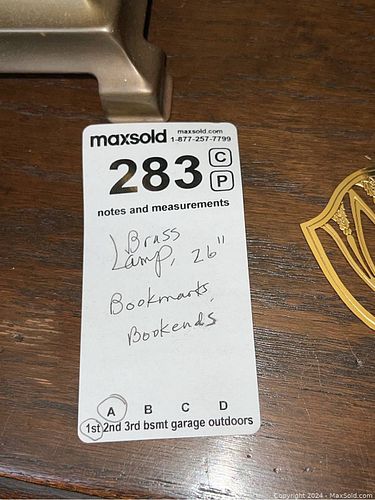 maxsold maxsold.com
1-877-257-7799
283 C
P
notes and measurements
Brass
Lamp, 26"
Bookmarks,
Bookends
A B C D
1st 2nd 3rd bsmt garage outdoors
Copyright 2024 - MaxSold.com